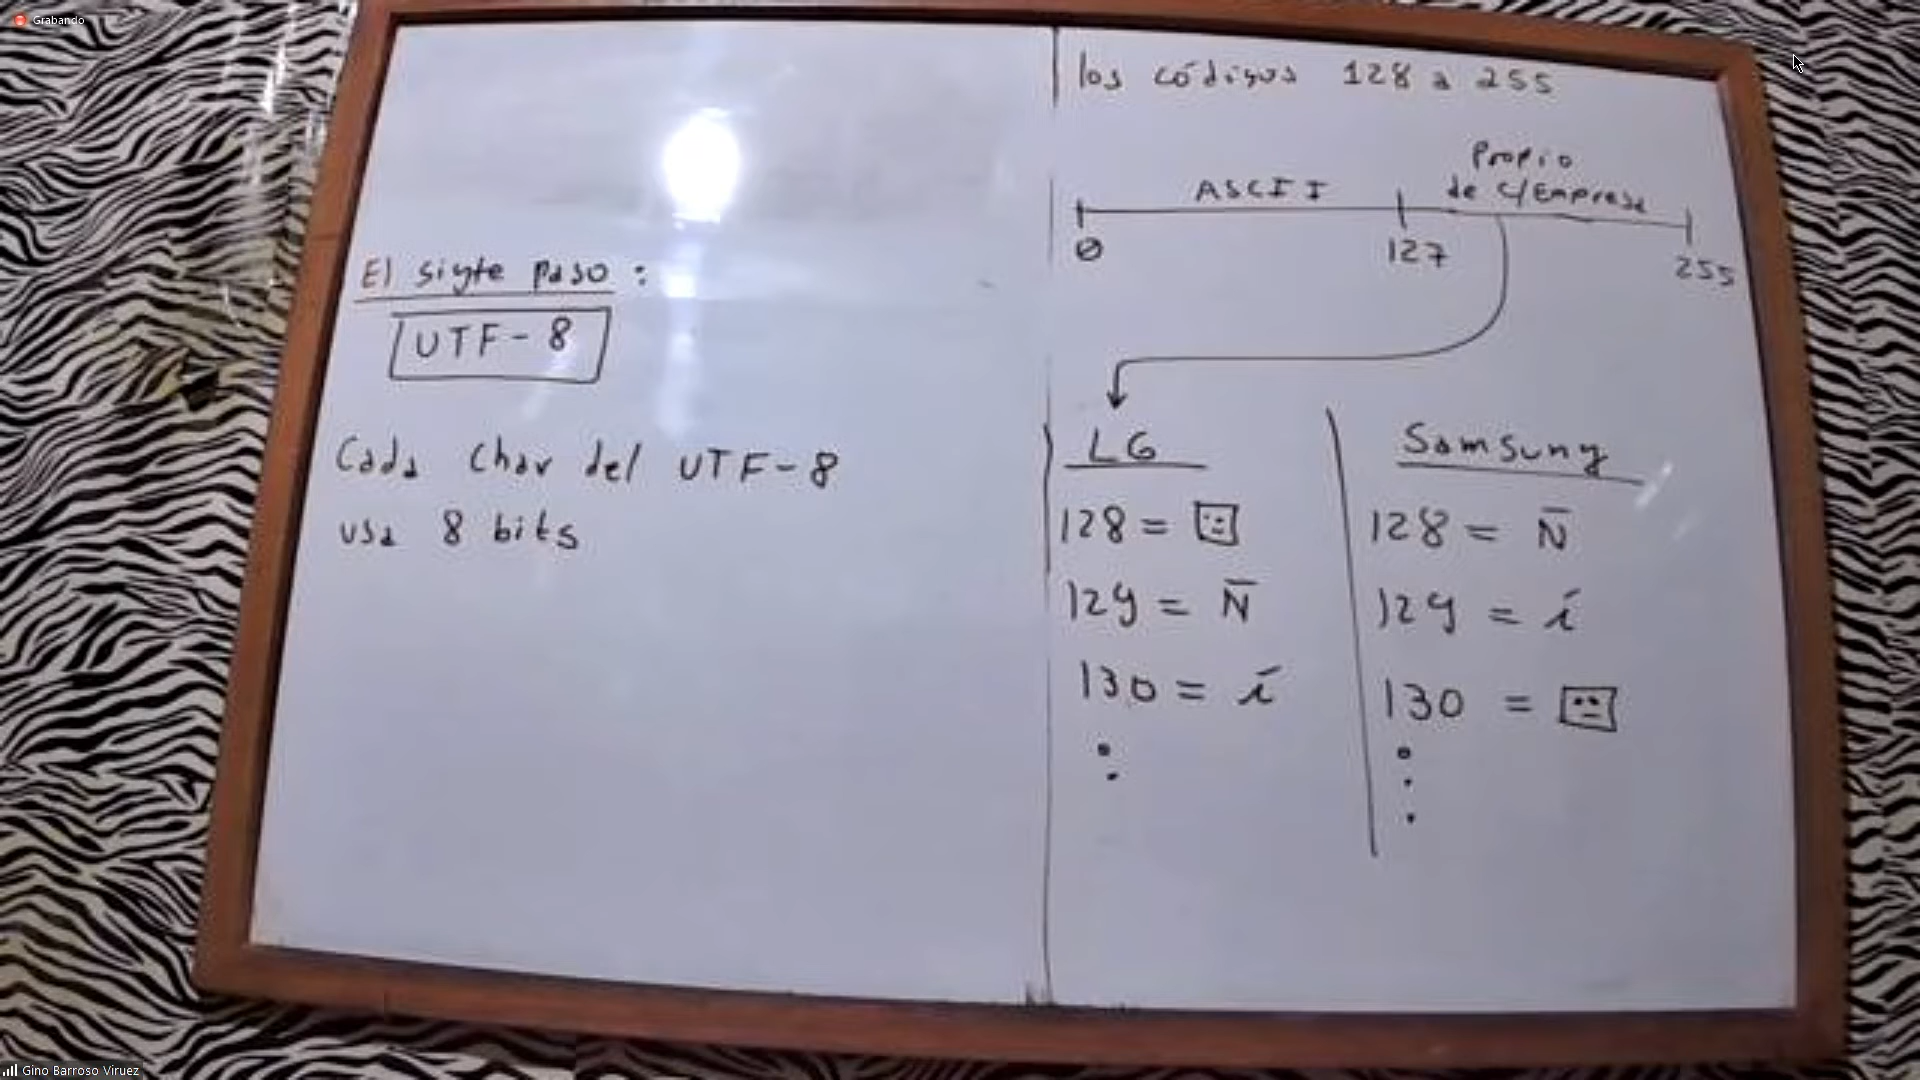 Grabando
El sigte paso :
UTF-8
Cada char del UTF-8
usa 8 bits
los códigos 128 a 255
Propio
ASCII de c/Empresa
0 127 255
LG
128 =
129 = Ñ
130 = í
Samsung
128 = Ñ
129 = í
130 =
Gino Barroso Viruez